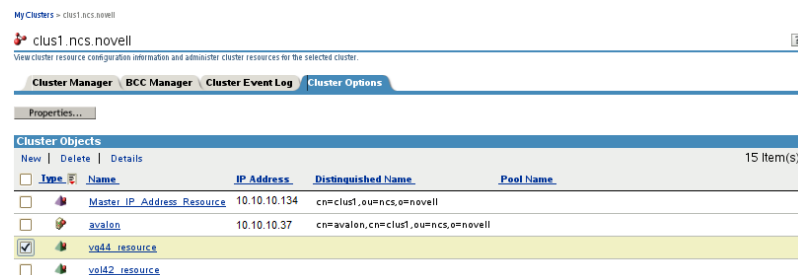 My Clusters > clus1.ncs.novell
clus1.ncs.novell
?
View cluster resource configuration information and administer cluster resources for the selected cluster.
Cluster Manager BCC Manager Cluster Event Log Cluster Options
Properties...
Cluster Objects
New | Delete | Details 15 Item(s)
Type Name IP Address Distinguished Name Pool Name
Master_IP_Address_Resource 10.10.10.134 cn=clus1,ou=ncs,o=novell
avalon 10.10.10.37 cn=avalon,cn=clus1,ou=ncs,o=novell
vg44_resource
vol42_resource